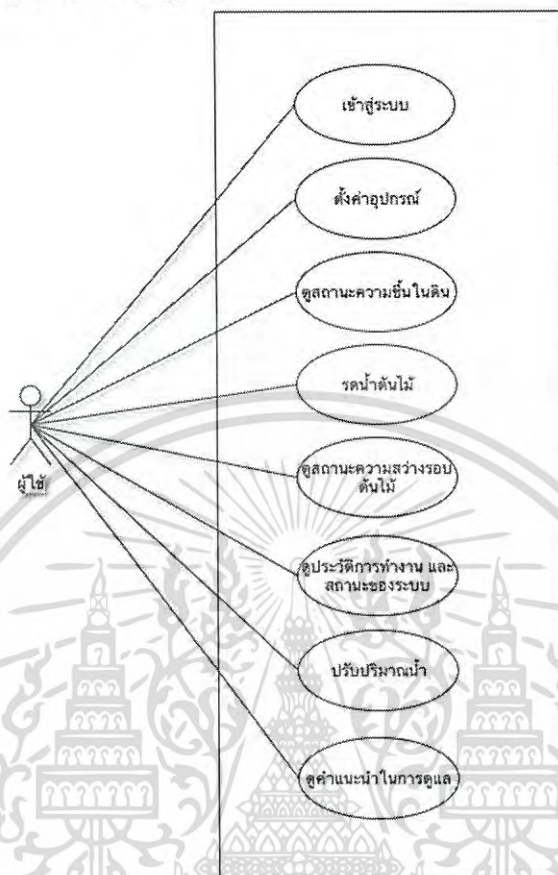 เข้าสู่ระบบ
ตั้งค่าอุปกรณ์
ดูสถานะความชื้นในดิน
รดน้ำต้นไม้
ดูสถานะความสว่างรอบ
ต้นไม้
ดูประวัติการทำงาน และ
สถานะของระบบ
ปรับปริมาณน้ำ
ดูคำแนะนำในการดูแล
ผู้ใช้